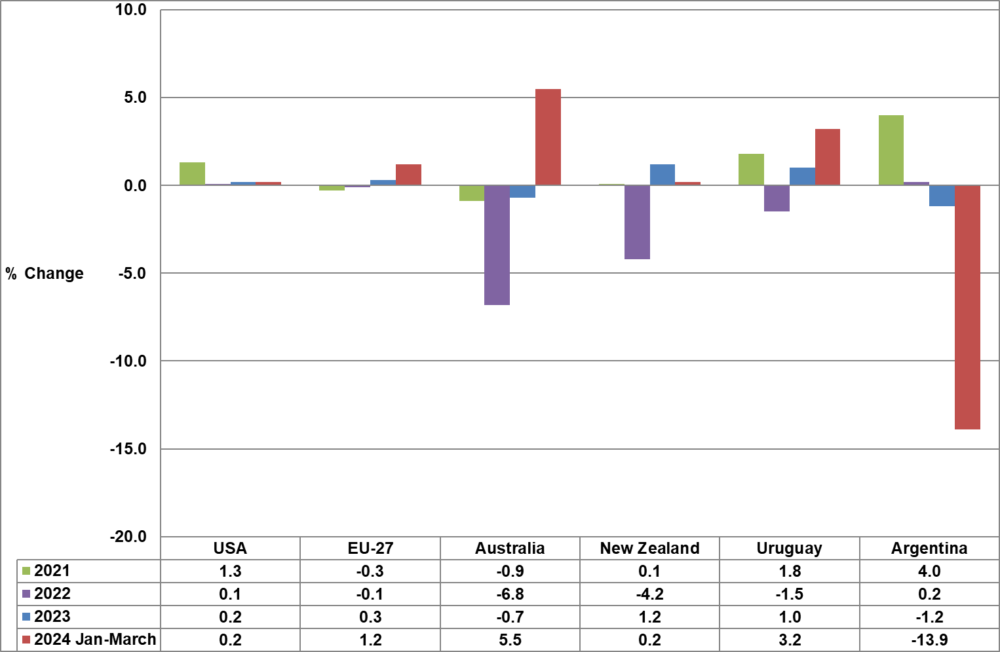 10.0
5.0
0.0
% Change
-5.0
-10.0
-15.0
-20.0
USA EU-27 Australia New Zealand Uruguay Argentina
2021 1.3 -0.3 -0.9 0.1 1.8 4.0
2022 0.1 -0.1 -6.8 -4.2 -1.5 0.2
2023 0.2 0.3 -0.7 1.2 1.0 -1.2
2024 Jan-March 0.2 1.2 5.5 0.2 3.2 -13.9